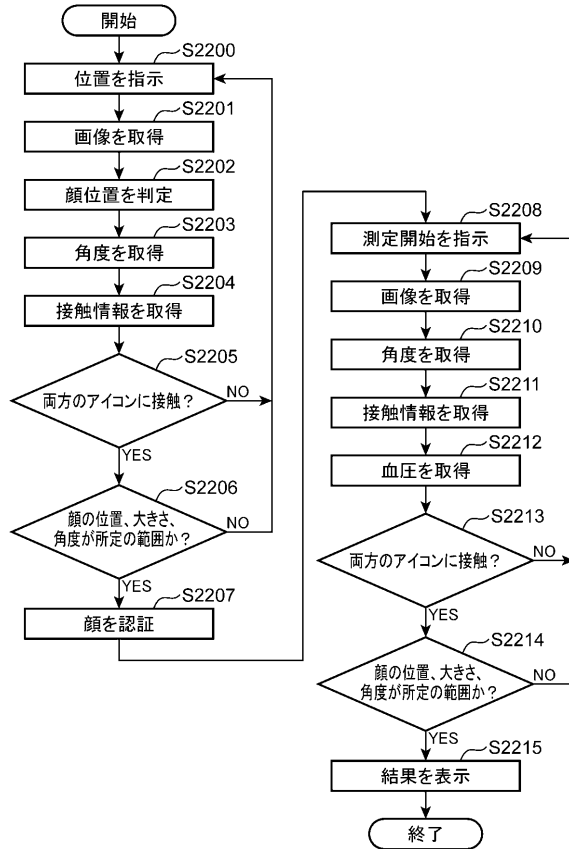 開始
S2200
位置を指示
S2201
画像を取得
S2202
顔位置を判定
S2203
角度を取得
S2204
接触情報を取得
S2205
両方のアイコンに接触?
NO
YES
S2206
顔の位置、大きさ、
角度が所定の範囲か?
NO
YES
S2207
顔を認証
S2208
測定開始を指示
S2209
画像を取得
S2210
角度を取得
S2211
接触情報を取得
S2212
血圧を取得
S2213
両方のアイコンに接触?
NO
YES
S2214
顔の位置、大きさ、
角度が所定の範囲か?
NO
YES
S2215
結果を表示
終了